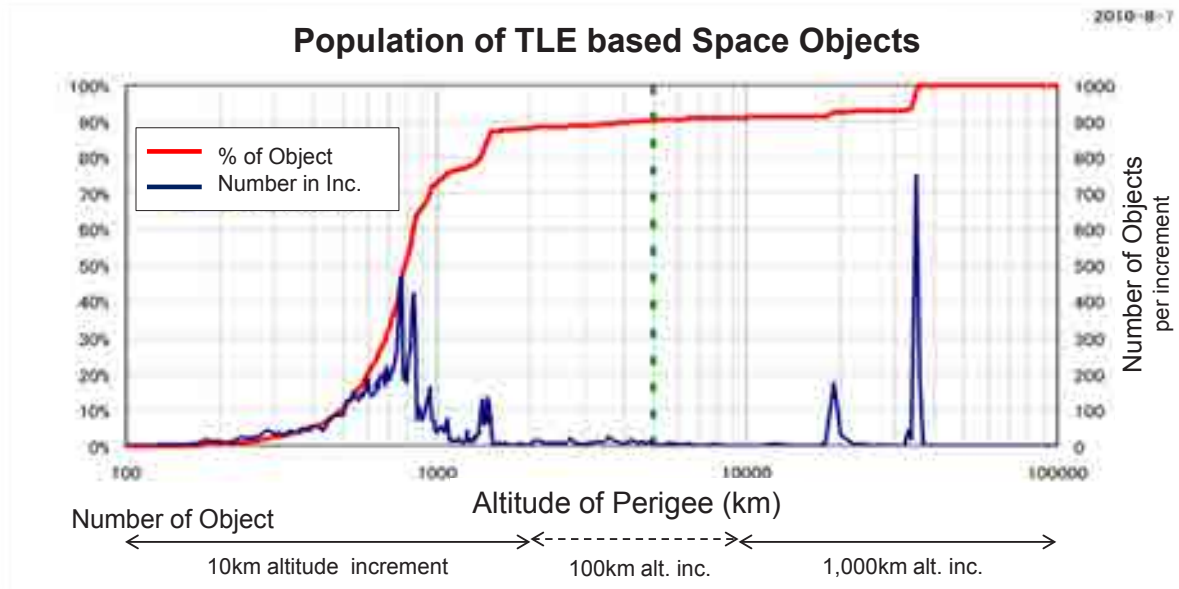 2010-8-7
Population of TLE based Space Objects
100%
90%
80%
70%
60%
50%
40%
30%
20%
10%
0%
% of Object
Number in Inc.
1000
900
800
700
600
500
400
300
200
100
0
Number of Objects
per increment
100
1000
10000
100000
Altitude of Perigee (km)
Number of Object
10km altitude increment
100km alt. inc.
1,000km alt. inc.